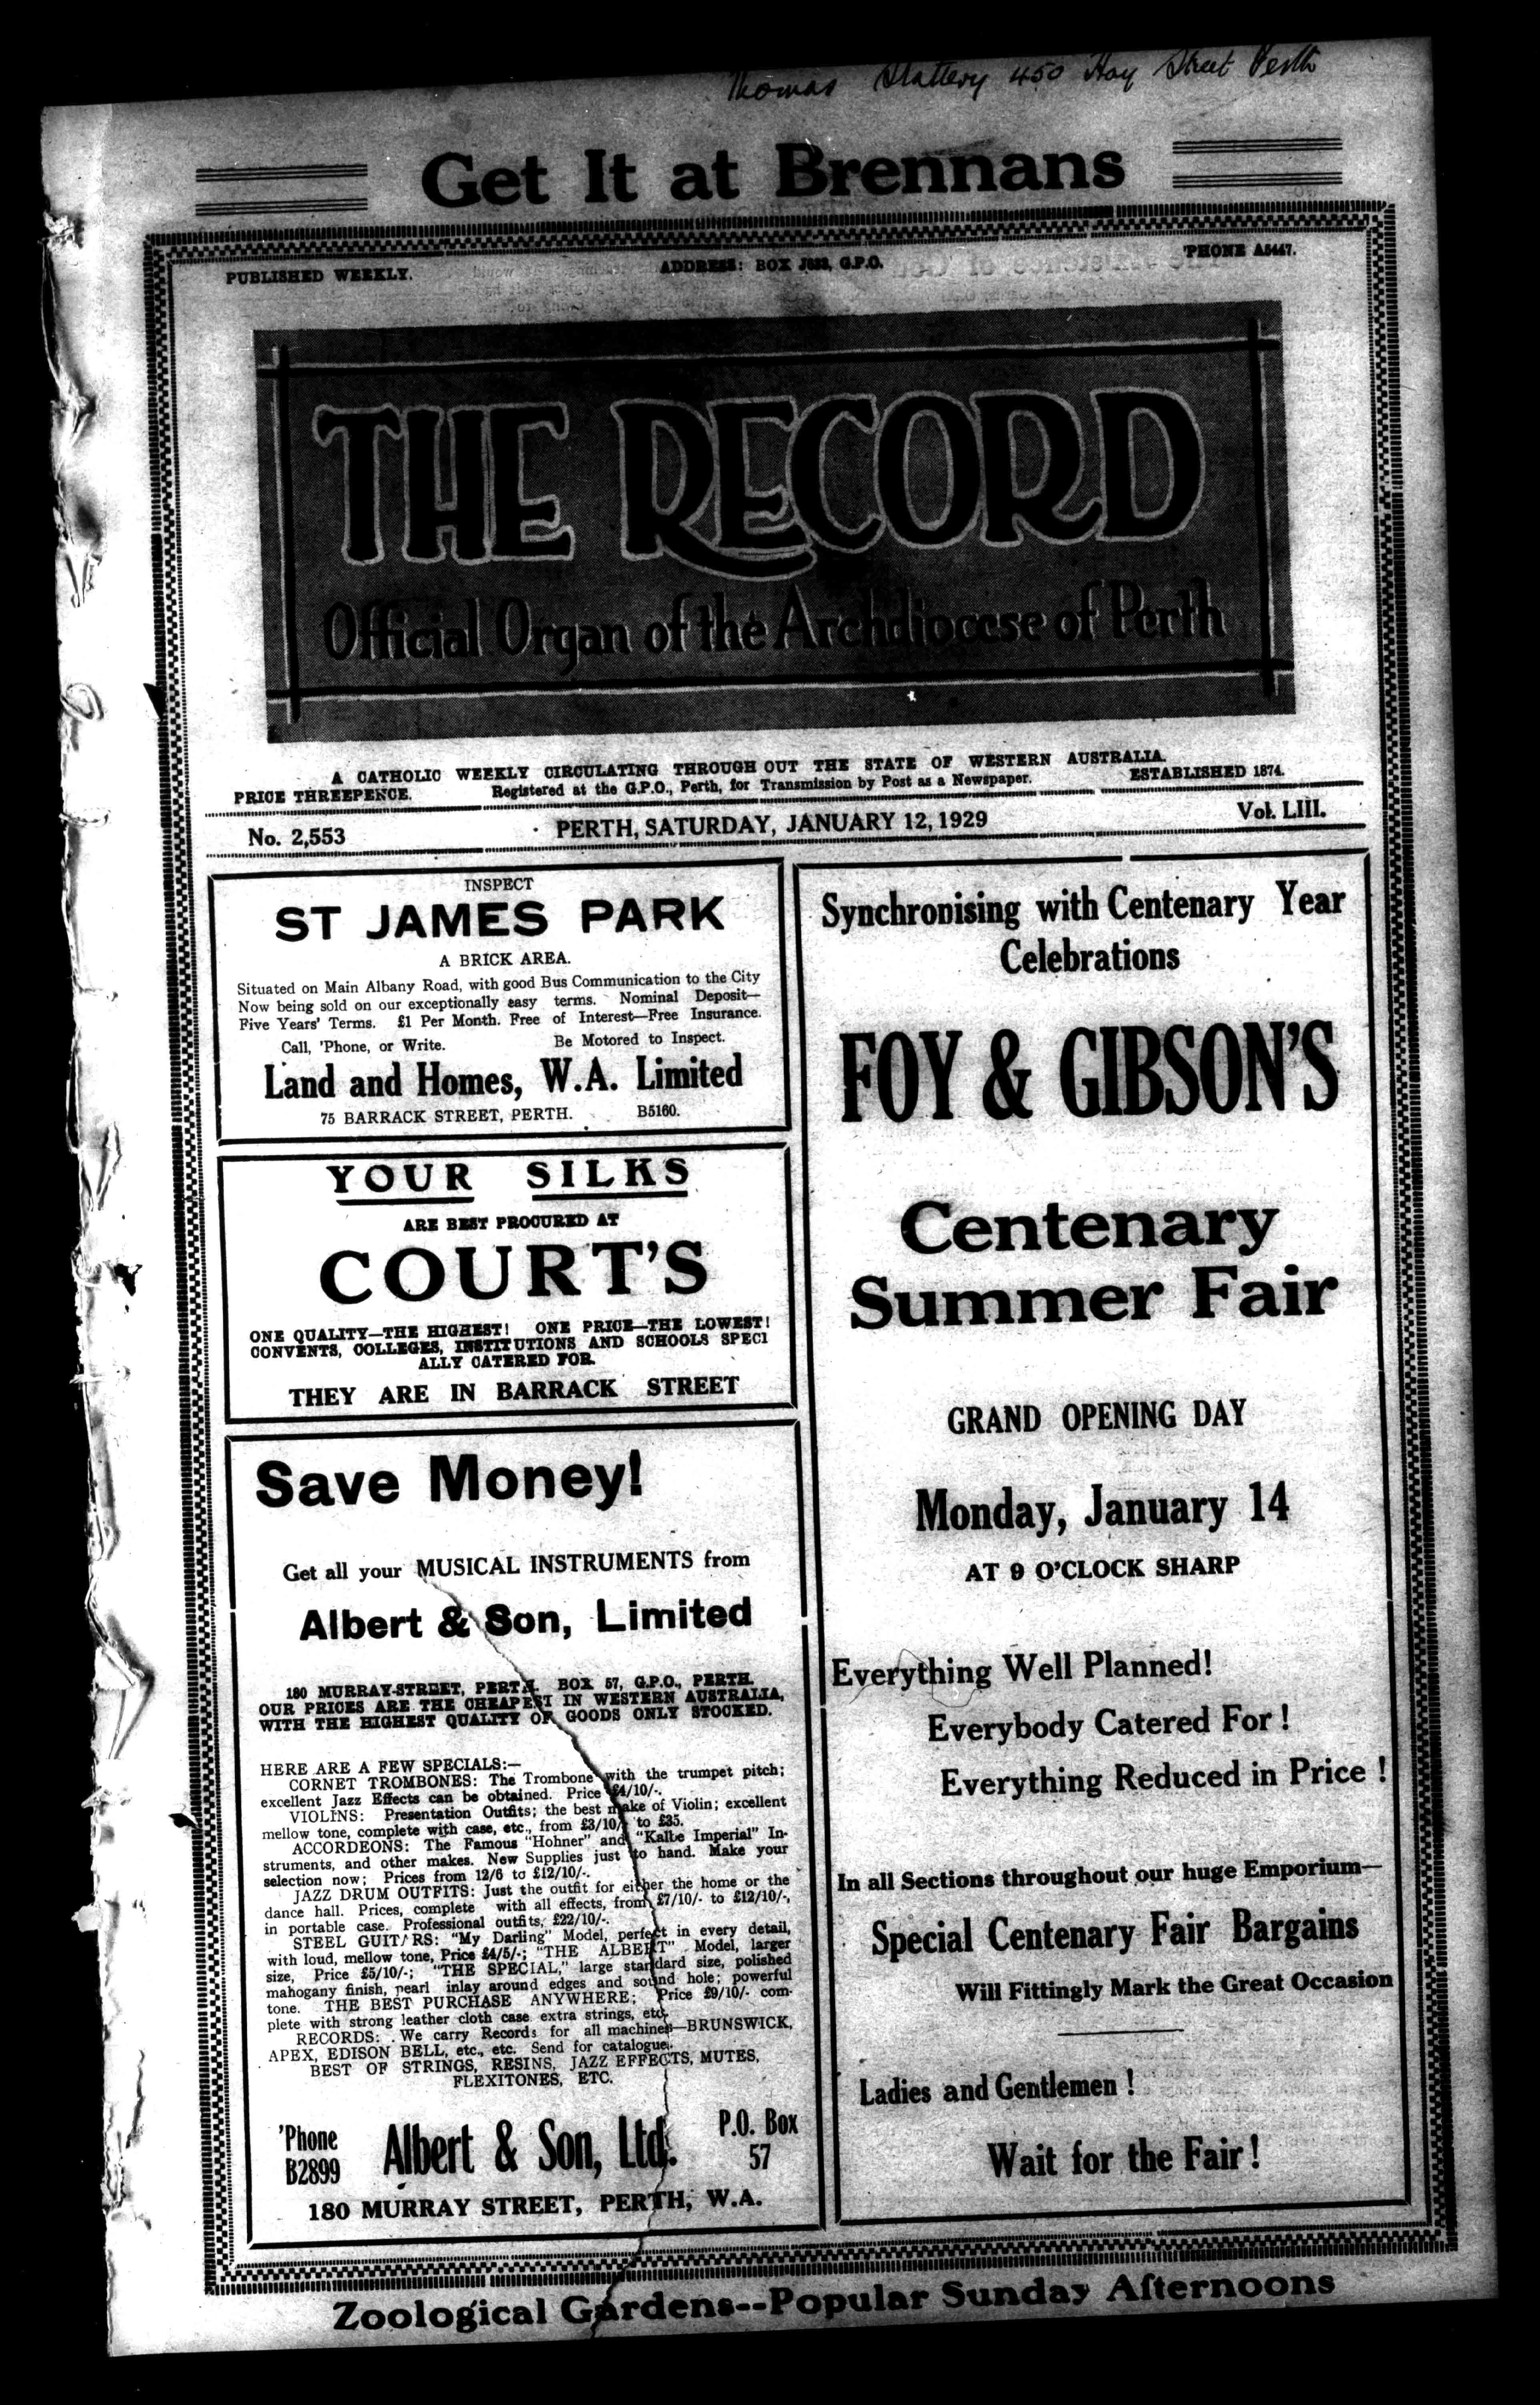 Thomas Slattery 450 Hay Street Perth
Get It at Brennans
PUBLISHED WEEKLY.
ADDRESS: BOX J633, G.P.O.
'PHONE A5447.
THE RECORD
Official Organ of the Archdiocese of Perth
A CATHOLIC WEEKLY CIRCULATING THROUGH OUT THE STATE OF WESTERN AUSTRALIA.
PRICE THREEPENCE. Registered at the G.P.O., Perth, for Transmission by Post as a Newspaper. ESTABLISHED 1874.
No. 2,553 PERTH, SATURDAY, JANUARY 12, 1929 Vol. LIII.
INSPECT
ST JAMES PARK
A BRICK AREA.
Situated on Main Albany Road, with good Bus Communication to the City
Now being sold on our exceptionally easy terms. Nominal Deposit—
Five Years' Terms. £1 Per Month. Free of Interest—Free Insurance.
Call, 'Phone, or Write. Be Motored to Inspect.
Land and Homes, W.A. Limited
75 BARRACK STREET, PERTH. B5160.
YOUR SILKS
ARE BEST PROCURED AT
COURT'S
ONE QUALITY—THE HIGHEST! ONE PRICE—THE LOWEST!
CONVENTS, COLLEGES, INSTITUTIONS AND SCHOOLS SPECI
ALLY CATERED FOR.
THEY ARE IN BARRACK STREET
Save Money!
Get all your MUSICAL INSTRUMENTS from
Albert & Son, Limited
180 MURRAY-STREET, PERTH. BOX 57, G.P.O., PERTH.
OUR PRICES ARE THE CHEAPEST IN WESTERN AUSTRALIA,
WITH THE HIGHEST QUALITY OF GOODS ONLY STOCKED.
HERE ARE A FEW SPECIALS:—
CORNET TROMBONES: The Trombone with the trumpet pitch;
excellent Jazz Effects can be obtained. Price £4/10/-.
VIOLINS: Presentation Outfits; the best make of Violin; excellent
mellow tone, complete with case, etc., from £3/10/ to £35.
ACCORDEONS: The Famous "Hohner" and "Kalbe Imperial" In-
struments, and other makes. New Supplies just to hand. Make your
selection now; Prices from 12/6 to £12/10/-.
JAZZ DRUM OUTFITS: Just the outfit for either the home or the
dance hall. Prices, complete with all effects, from £7/10/- to £12/10/-,
in portable case. Professional outfits, £22/10/-.
STEEL GUIT/RS: "My Darling" Model, perfect in every detail,
with loud, mellow tone, Price £4/5/-; "THE ALBERT" Model, larger
size, Price £5/10/-; "THE SPECIAL," large standard size, polished
mahogany finish, pearl inlay around edges and sound hole; powerful
tone. THE BEST PURCHASE ANYWHERE; Price £9/10/- com-
plete with strong leather cloth case extra strings, etc.
RECORDS: We carry Records for all machines—BRUNSWICK,
APEX, EDISON BELL, etc., etc. Send for catalogue.
BEST OF STRINGS, RESINS, JAZZ EFFECTS, MUTES,
FLEXITONES, ETC.
'Phone B2899
Albert & Son, Ltd.
P.O. Box 57
180 MURRAY STREET, PERTH, W.A.
Synchronising with Centenary Year
Celebrations
FOY & GIBSON'S
Centenary
Summer Fair
GRAND OPENING DAY
Monday, January 14
AT 9 O'CLOCK SHARP
Everything Well Planned!
Everybody Catered For!
Everything Reduced in Price!
In all Sections throughout our huge Emporium—
Special Centenary Fair Bargains
Will Fittingly Mark the Great Occasion
Ladies and Gentlemen!
Wait for the Fair!
Zoological Gardens--Popular Sunday Afternoons